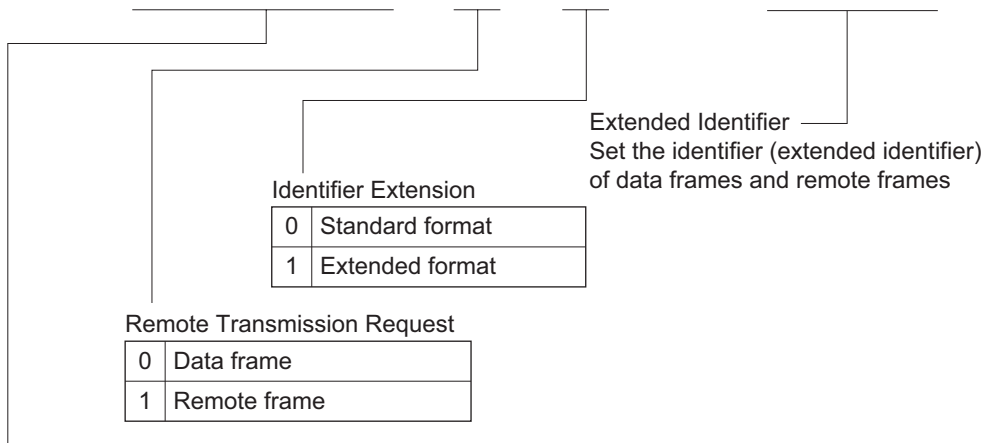 Extended Identifier
Set the identifier (extended identifier)
of data frames and remote frames
Identifier Extension
0 Standard format
1 Extended format
Remote Transmission Request
0 Data frame
1 Remote frame